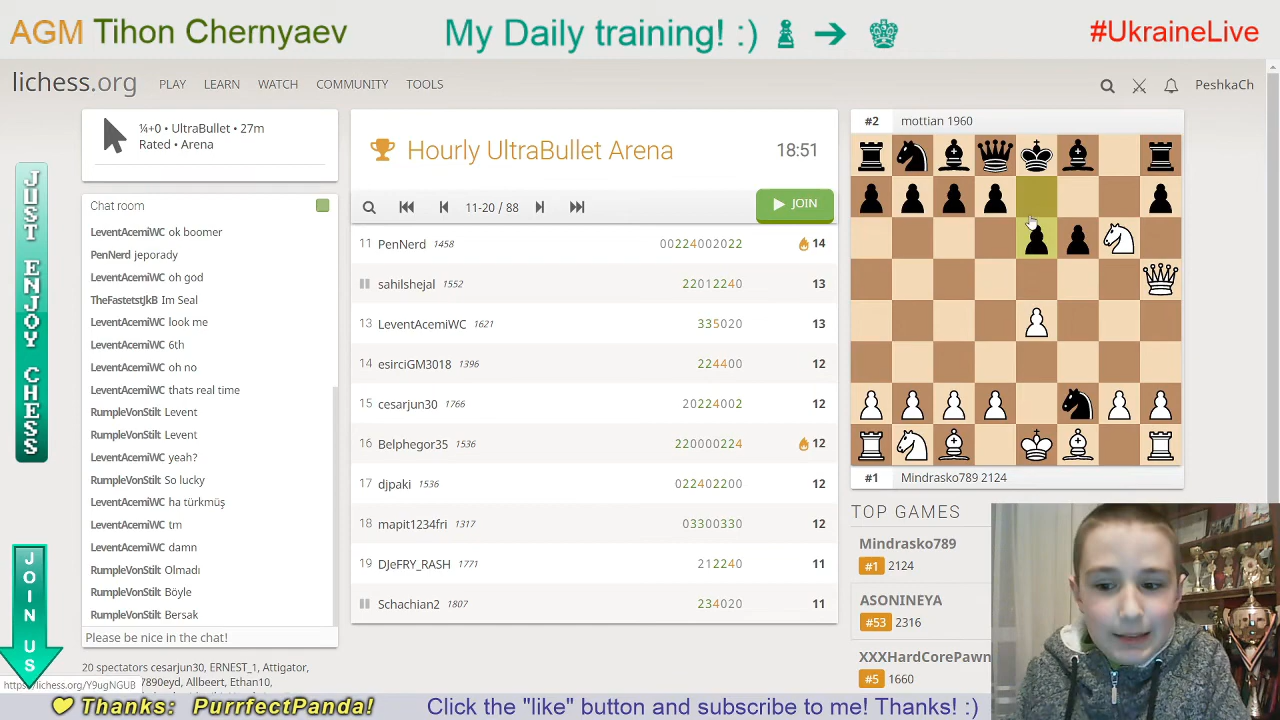 AGM Tihon Chernyaev
My Daily training! :)
#UkraineLive
lichess.org
PLAY
LEARN
WATCH
COMMUNITY
TOOLS
PeshkaCh
JUST ENJOY CHESS
JOIN US
¼+0 • UltraBullet • 27m
Rated • Arena
Chat room
LeventAcemiWC ok boomer
PenNerd jeporady
LeventAcemiWC oh god
TheFastetstJkB Im Seal
LeventAcemiWC look me
LeventAcemiWC 6th
LeventAcemiWC oh no
LeventAcemiWC thats real time
RumpleVonStilt Levent
RumpleVonStilt Levent
LeventAcemiWC yeah?
RumpleVonStilt So lucky
LeventAcemiWC ha türkmüş
LeventAcemiWC tm
LeventAcemiWC damn
RumpleVonStilt Olmadı
RumpleVonStilt Böyle
RumpleVonStilt Bersak
Please be nice in the chat!
20 spectators cesarjun30, ERNEST_1, Attigator,
7890eyd, Allbeert, Ethan10,
https://lichess.org/Y9ugNGUB
Hourly UltraBullet Arena
18:51
11-20 / 88
JOIN
11 PenNerd 1458 00224002022 14
sahilshejal 1552 22012240 13
13 LeventAcemiWC 1621 335020 13
14 esirciGM3018 1396 224400 12
15 cesarjun30 1766 20224002 12
16 Belphegor35 1536 220000224 12
17 djpaki 1536 022402200 12
18 mapit1234fri 1317 03300330 12
19 DJeFRY_RASH 1771 212240 11
Schachian2 1807 234020 11
#2 mottian 1960
#1 Mindrasko789 2124
TOP GAMES
Mindrasko789
#1 2124
ASONINEYA
#53 2316
XXXHardCorePawn
#5 1660
Thanks: PurrfectPanda!
Click the "like" button and subscribe to me! Thanks! :)